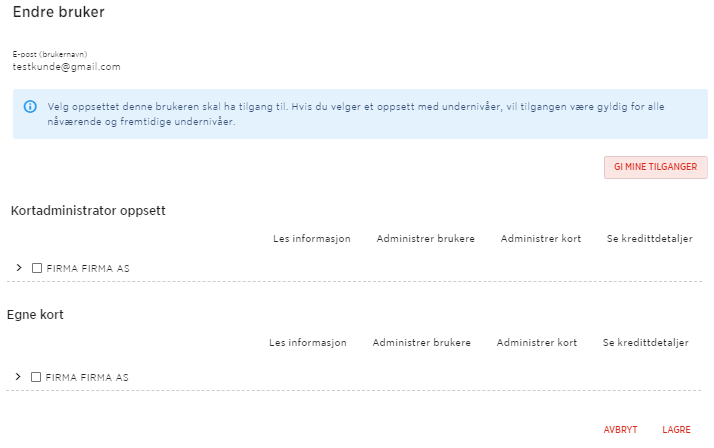 Endre bruker
E-post (brukernavn)
testkunde@gmail.com
Velg oppsettet denne brukeren skal ha tilgang til. Hvis du velger et oppsett med undernivåer, vil tilgangen være gyldig for alle
nåværende og fremtidige undernivåer.
GI MINE TILGANGER
Kortadministrator oppsett
Les informasjon Administrer brukere Administrer kort Se kredittdetaljer
FIRMA FIRMA AS
Egne kort
Les informasjon Administrer brukere Administrer kort Se kredittdetaljer
FIRMA FIRMA AS
AVBRYT LAGRE